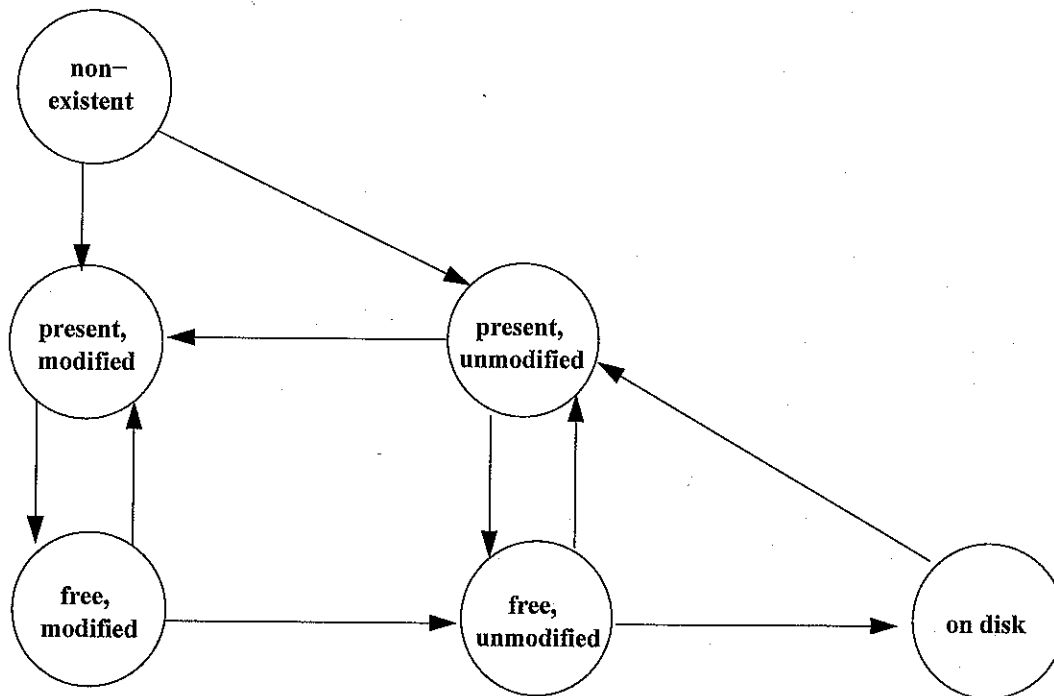 non–
existent
present,
modified
present,
unmodified
free,
modified
free,
unmodified
on disk